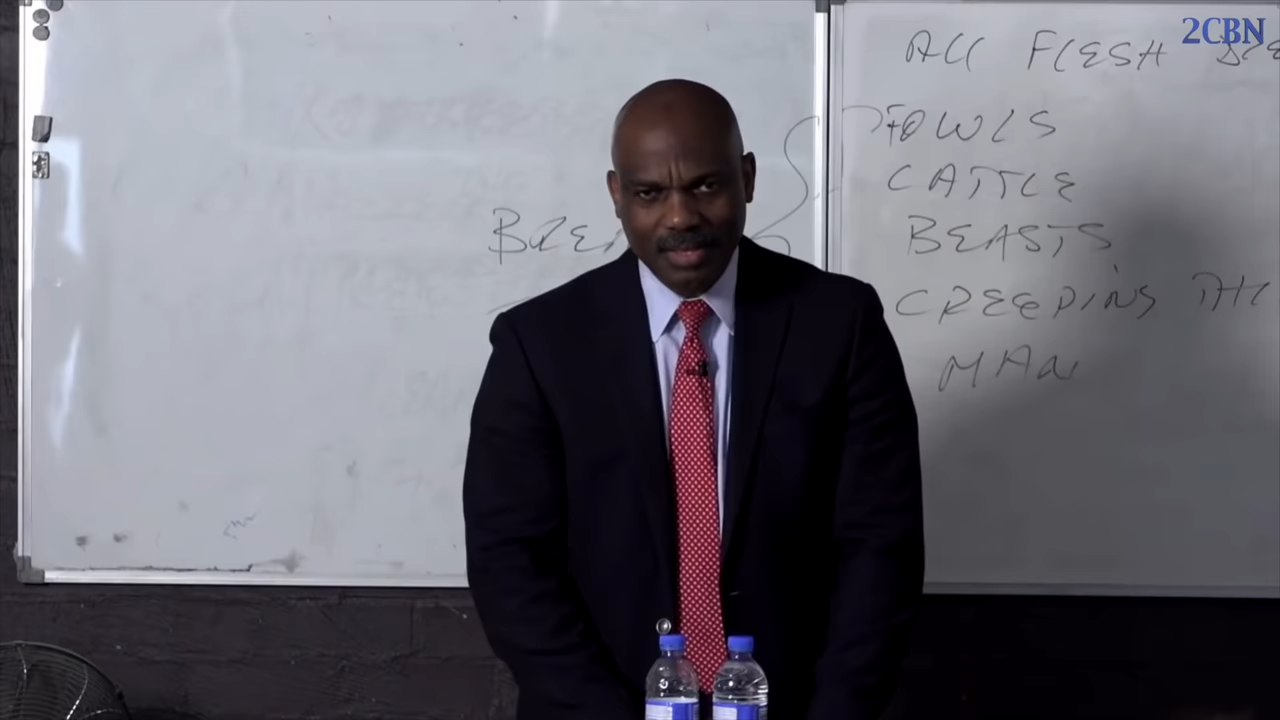 2CBN
ALL FLESH
FOWLS
CATTLE
BEASTS
CREEPING
MAN